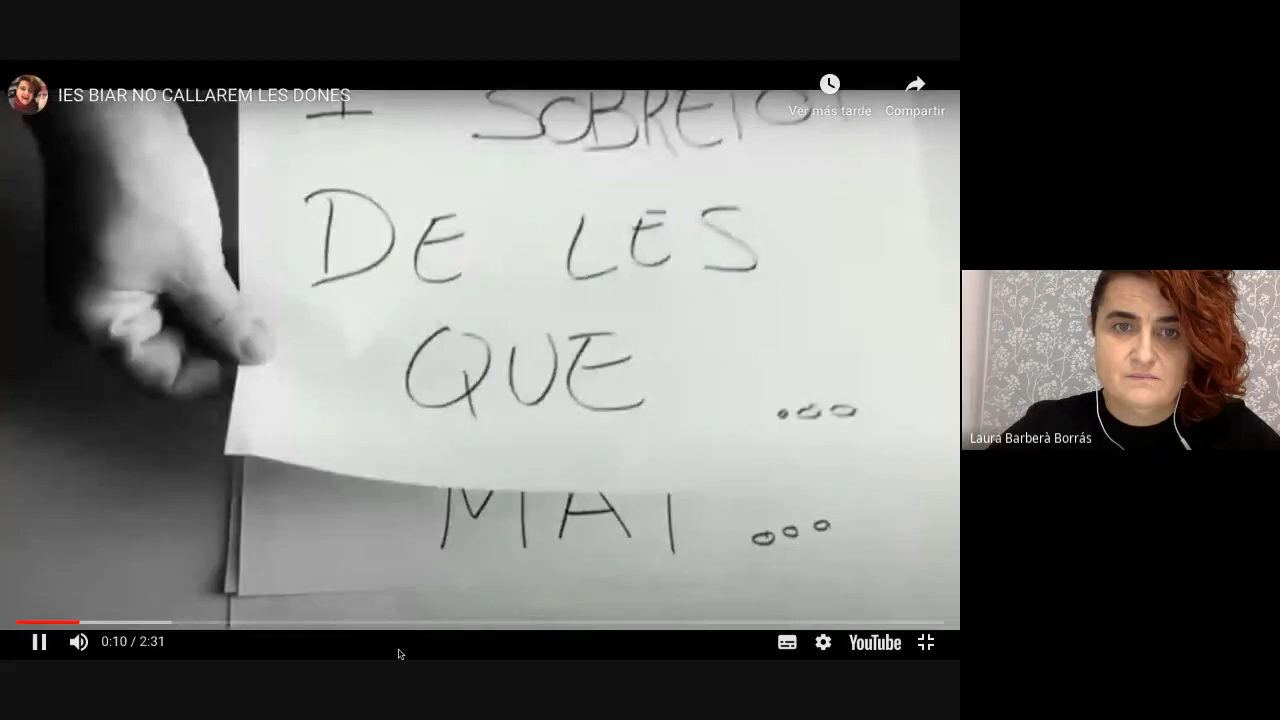 IES BIAR NO CALLAREM LES DONES
Ver más tarde
Compartir
I SOBRETO
DE LES
QUE ...
MAI ...
Laura Barberà Borrás
0:10 / 2:31
YouTube